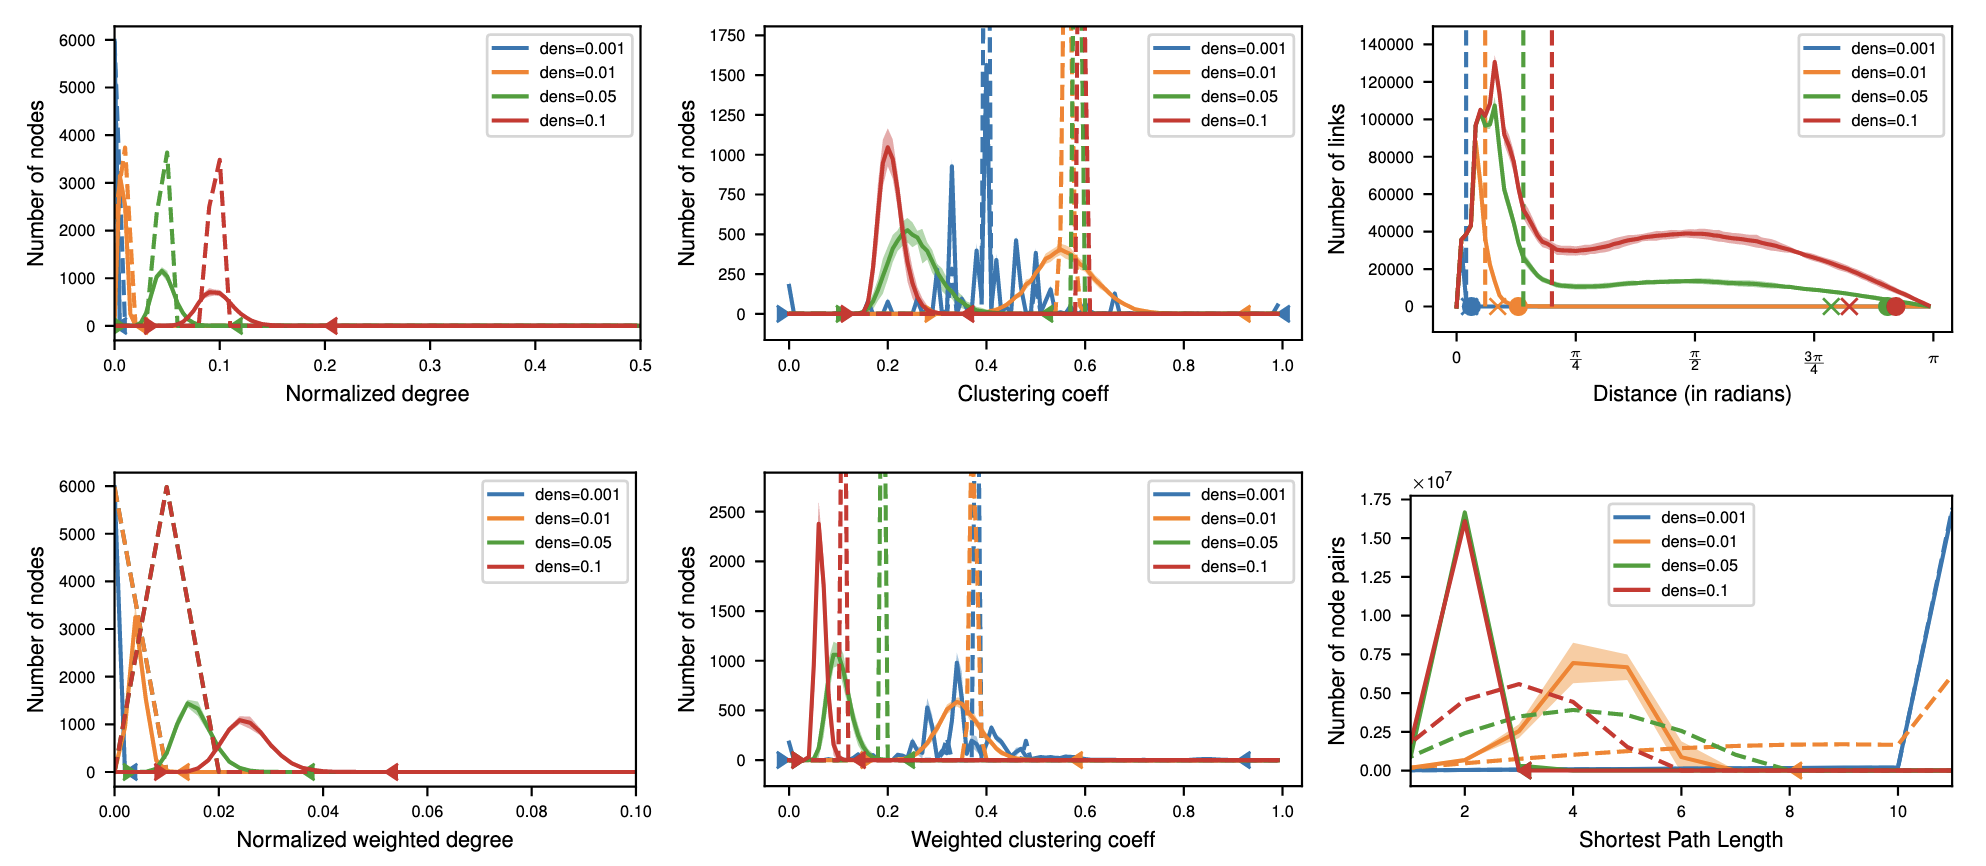 6000
5000
4000
3000
2000
1000
0
0.0 0.1 0.2 0.3 0.4 0.5
Number of nodes
Normalized degree
dens=0.001
dens=0.01
dens=0.05
dens=0.1
1750
1500
1250
1000
750
500
250
0
0.0 0.2 0.4 0.6 0.8 1.0
Number of nodes
Clustering coeff
dens=0.001
dens=0.01
dens=0.05
dens=0.1
140000
120000
100000
80000
60000
40000
20000
0
0 π/4 π/2 3π/4 π
Number of links
Distance (in radians)
dens=0.001
dens=0.01
dens=0.05
dens=0.1
6000
5000
4000
3000
2000
1000
0
0.00 0.02 0.04 0.06 0.08 0.10
Number of nodes
Normalized weighted degree
dens=0.001
dens=0.01
dens=0.05
dens=0.1
2500
2000
1500
1000
500
0
0.0 0.2 0.4 0.6 0.8 1.0
Number of nodes
Weighted clustering coeff
dens=0.001
dens=0.01
dens=0.05
dens=0.1
×10⁷
1.75
1.50
1.25
1.00
0.75
0.50
0.25
0.00
2 4 6 8 10
Number of node pairs
Shortest Path Length
dens=0.001
dens=0.01
dens=0.05
dens=0.1